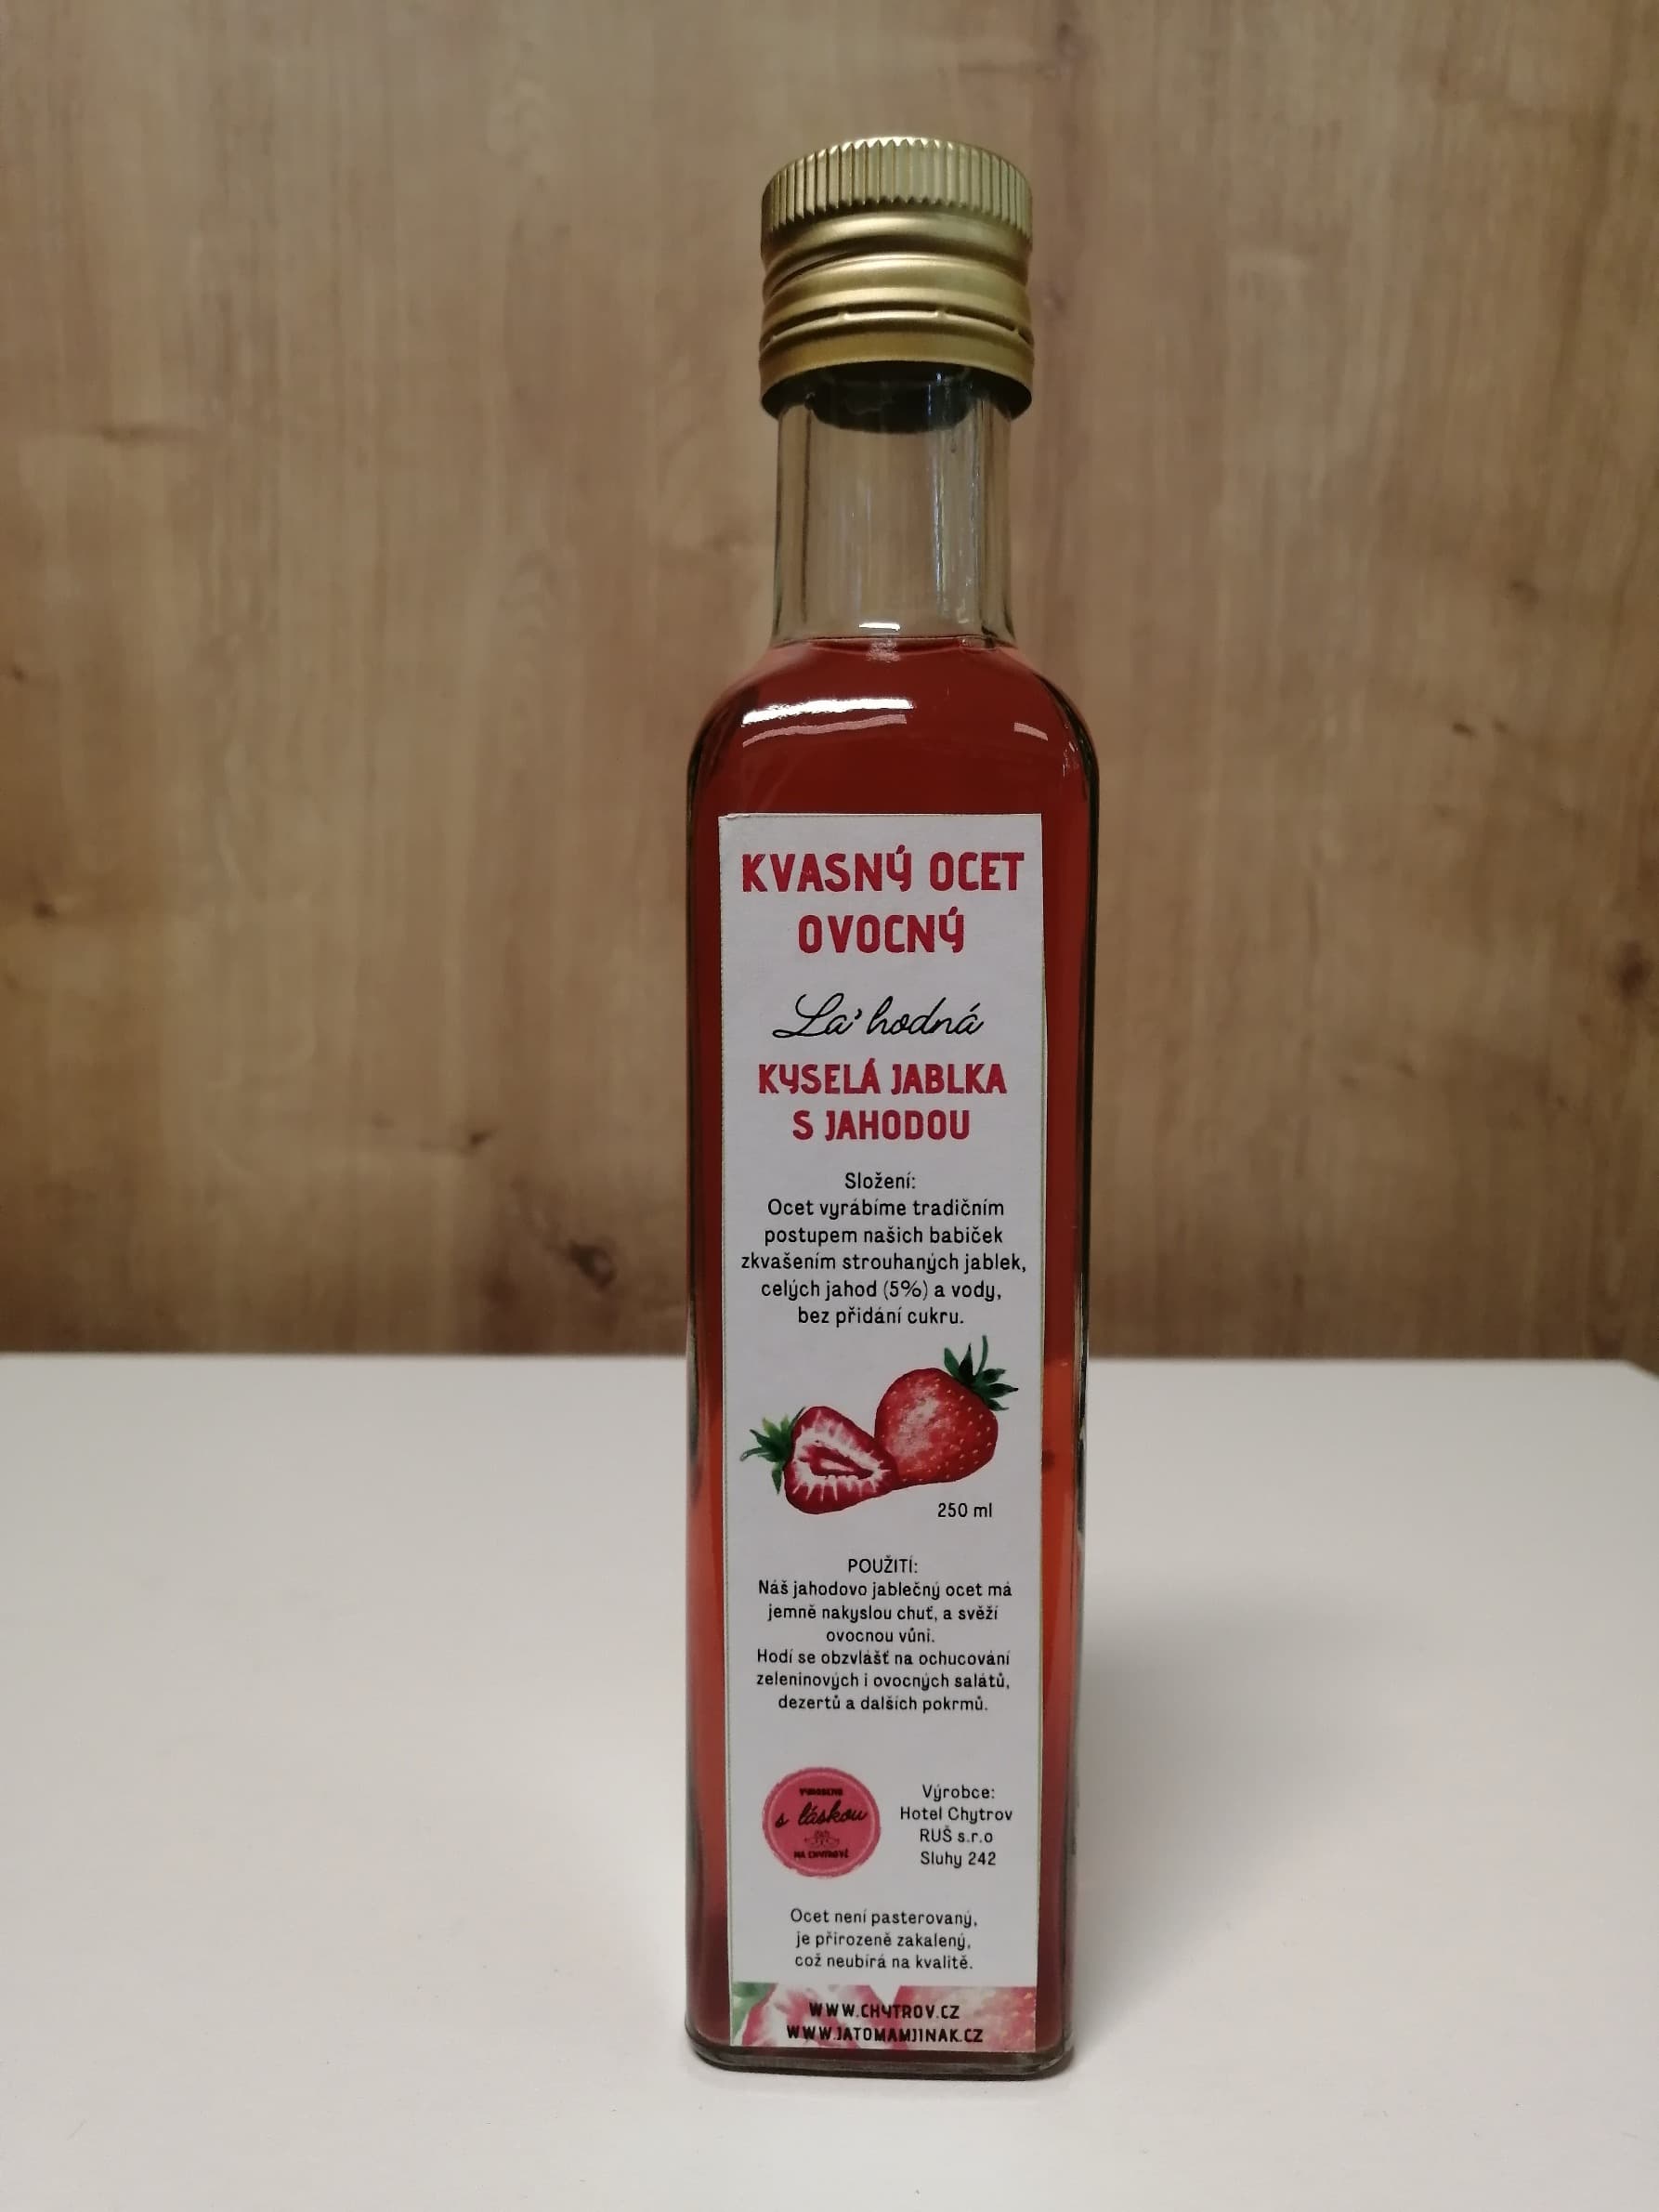 KVASNÝ OCET
OVOCNÝ
La'hodná
KYSELÁ JABLKA
S JAHODOU
Složení:
Ocet vyrábíme tradičním
postupem našich babiček
zkvašením strouhaných jablek,
celých jahod (5%) a vody,
bez přidání cukru.
250 ml
POUŽITÍ:
Náš jahodovo jablečný ocet má
jemně nakyslou chuť, a svěží
ovocnou vůni.
Hodí se obzvlášť na ochucování
zeleninových i ovocných salátů,
dezertů a dalších pokrmů.
s láskou
NA CHYTROVĚ
Výrobce:
Hotel Chytrov
RUŠ s.r.o
Sluhy 242
Ocet není pasterovaný,
je přirozeně zakalený,
což neubírá na kvalitě.
WWW.CHYTROV.CZ
WWW.JATOMAMJINAK.CZ